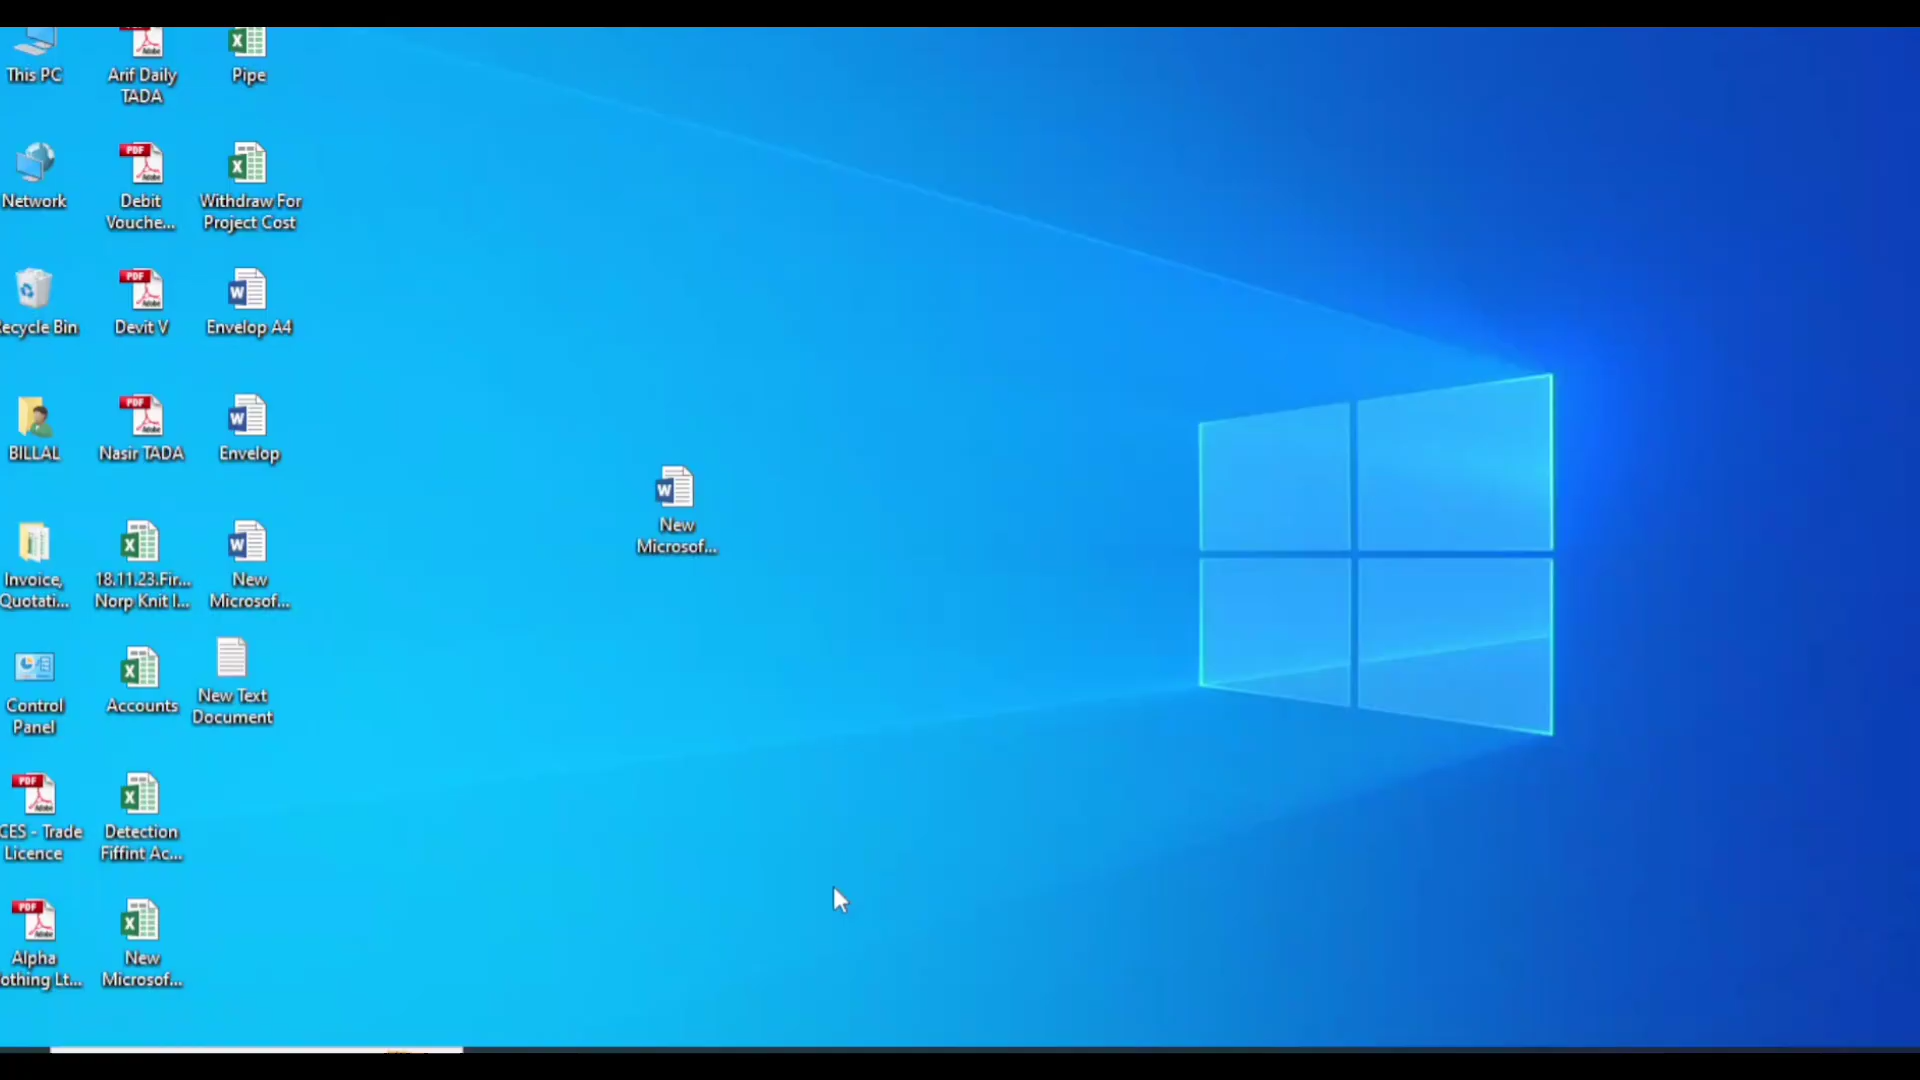 This PC
Arif Daily
TADA
Pipe
Network
Debit
Vouche...
Withdraw For
Project Cost
ecycle Bin
Devit V
Envelop A4
BILLAL
Nasir TADA
Envelop
Invoice,
Quotati...
18.11.23.Fir...
Norp Knit I...
New
Microsof...
New
Microsof...
Control
Panel
Accounts
New Text
Document
CES - Trade
Licence
Detection
Fiffint Ac...
Alpha
othing Lt...
New
Microsof...